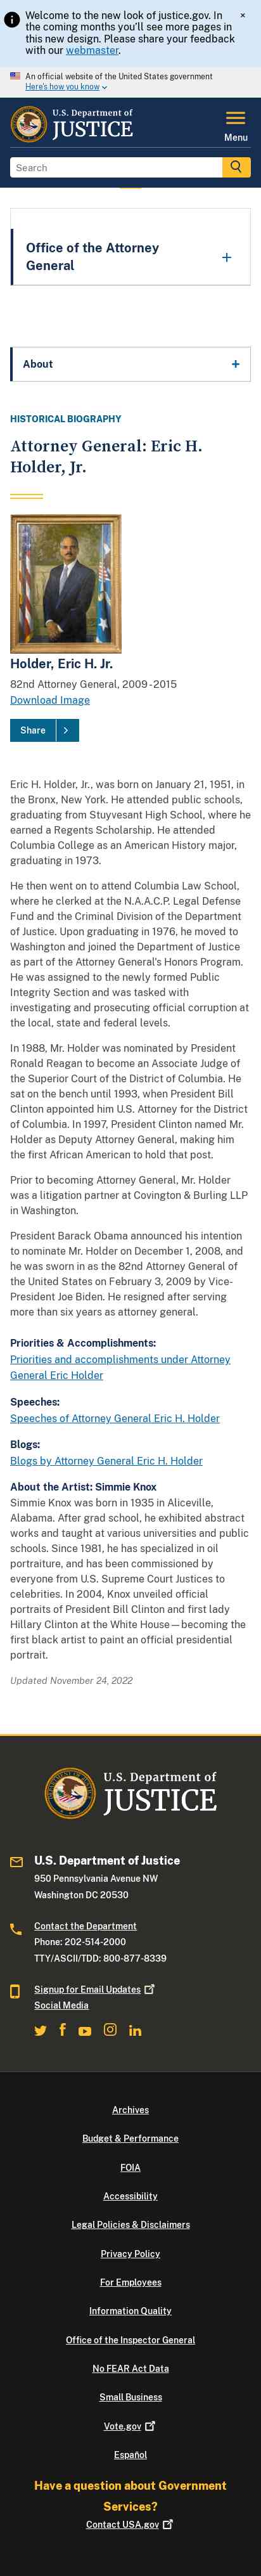 Welcome to the new look of justice.gov. In
the coming months you'll see more pages in
this new design. Please share your feedback
with our webmaster.
×
An official website of the United States government
Here's how you know
U.S. Department of
JUSTICE
Menu
Search
Office of the Attorney
General
+
About
+
HISTORICAL BIOGRAPHY
Attorney General: Eric H.
Holder, Jr.
Holder, Eric H. Jr.
82nd Attorney General, 2009-2015
Download Image
Share
Eric H. Holder, Jr., was born on January 21, 1951, in
the Bronx, New York. He attended public schools,
graduating from Stuyvesant High School, where he
earned a Regents Scholarship. He attended
Columbia College as an American History major,
graduating in 1973.
He then went on to attend Columbia Law School,
where he clerked at the N.A.A.C.P. Legal Defense
Fund and the Criminal Division of the Department
of Justice. Upon graduating in 1976, he moved to
Washington and joined the Department of Justice
as part of the Attorney General's Honors Program.
He was assigned to the newly formed Public
Integrity Section and was tasked with
investigating and prosecuting official corruption at
the local, state and federal levels.
In 1988, Mr. Holder was nominated by President
Ronald Reagan to become an Associate Judge of
the Superior Court of the District of Columbia. He
sat on the bench until 1993, when President Clinton
appointed him U.S. Attorney for the District
of Columbia. In 1997, President Clinton named Mr.
Holder as Deputy Attorney General, making him
the first African American to hold that post.
Prior to becoming Attorney General, Mr. Holder
was a litigation partner at Covington & Burling LLP
in Washington.
President Barack Obama announced his intention
to nominate Mr. Holder on December 1, 2008, and
he was sworn in as the 82nd Attorney General of
the United States on February 3, 2009 by Vice-
President Joe Biden. He resigned after serving
more than six years as attorney general.
Priorities & Accomplishments:
Priorities and accomplishments under Attorney
General Eric Holder
Speeches:
Speeches of Attorney General Eric H. Holder
Blogs:
Blogs by Attorney General Eric H. Holder
About the Artist: Simmie Knox
Simmie Knox was born in 1935 in Aliceville,
Alabama. After grad school, he exhibited abstract
works and taught at various universities and public
schools. Since 1981, he has specialized in oil
portraiture, and has been commissioned by
everyone from U.S. Supreme Court Justices to
celebrities. In 2004, Knox unveiled official
portraits of President Bill Clinton and first lady
Hillary Clinton at the White House—becoming the
first black artist to paint an official presidential
portrait.
Updated November 24, 2022
U.S. Department of
JUSTICE
U.S. Department of Justice
950 Pennsylvania Avenue NW
Washington DC 20530
Contact the Department
Phone: 202-514-2000
TTY/ASCII/TDD: 800-877-8339
Signup for Email Updates
Social Media
Archives
Budget & Performance
FOIA
Accessibility
Legal Policies & Disclaimers
Privacy Policy
For Employees
Information Quality
Office of the Inspector General
No FEAR Act Data
Small Business
Vote.gov
Español
Have a question about Government
Services?
Contact USA.gov